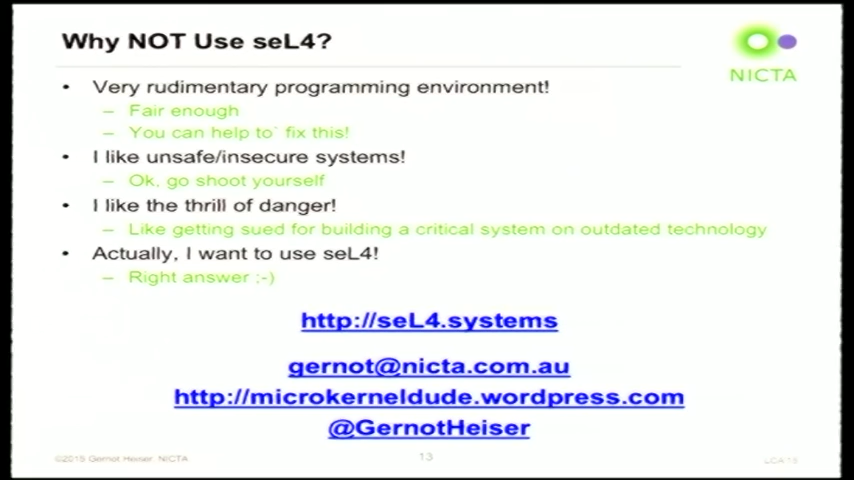 Why NOT Use seL4?
NICTA
• Very rudimentary programming environment!
– Fair enough
– You can help to` fix this!
• I like unsafe/insecure systems!
– Ok, go shoot yourself
• I like the thrill of danger!
– Like getting sued for building a critical system on outdated technology
• Actually, I want to use seL4!
– Right answer :-)
http://seL4.systems
gernot@nicta.com.au
http://microkerneldude.wordpress.com
@GernotHeiser
©2015 Gernot Heiser NICTA
13
LCA'15